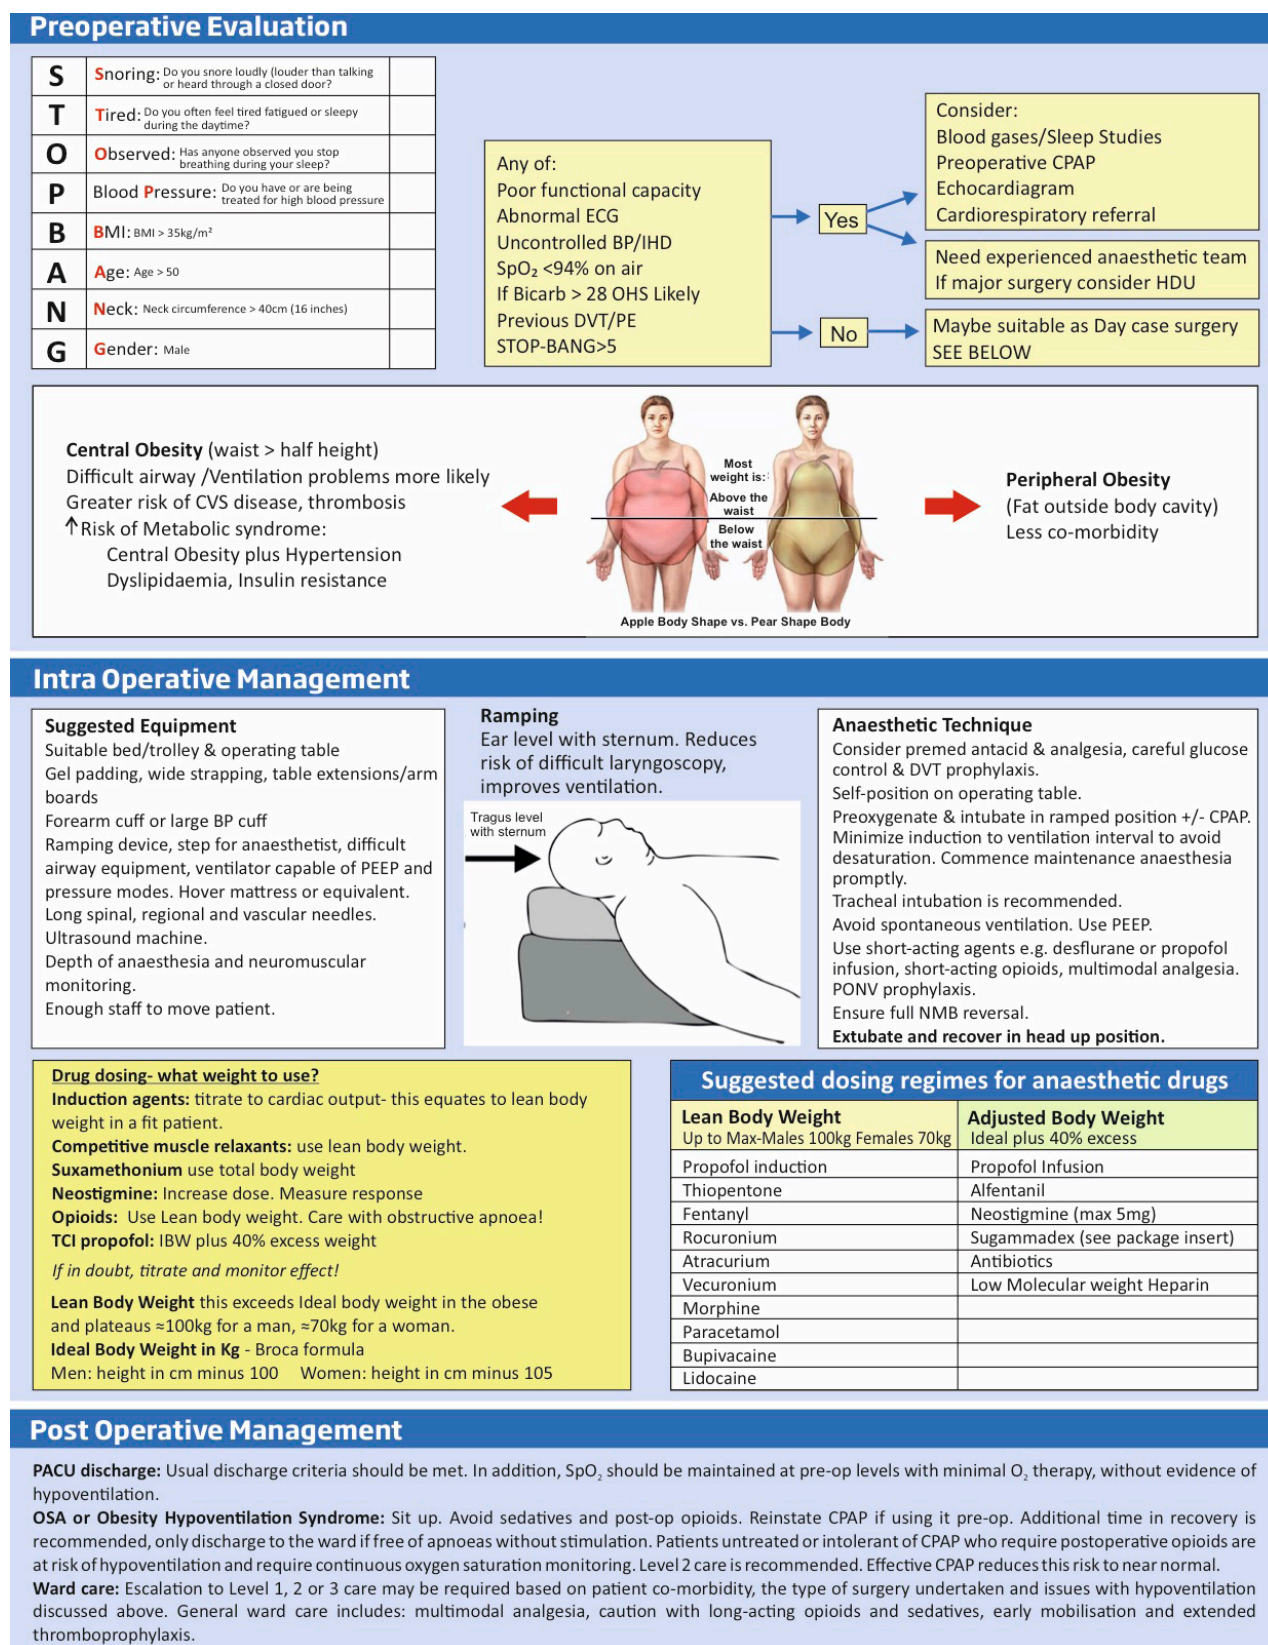 Preoperative Evaluation
S Snoring: Do you snore loudly (louder than talking
or heard through a closed door?
T Tired: Do you often feel tired fatigued or sleepy
during the daytime?
O Observed: Has anyone observed you stop
breathing during your sleep?
P Blood Pressure: Do you have or are being
treated for high blood pressure
B BMI: BMI > 35kg/m²
A Age: Age > 50
N Neck: Neck circumference > 40cm (16 inches)
G Gender: Male
Any of:
Poor functional capacity
Abnormal ECG
Uncontrolled BP/IHD
SpO₂ <94% on air
If Bicarb > 28 OHS Likely
Previous DVT/PE
STOP-BANG>5
Yes
No
Consider:
Blood gases/Sleep Studies
Preoperative CPAP
Echocardiagram
Cardiorespiratory referral
Need experienced anaesthetic team
If major surgery consider HDU
Maybe suitable as Day case surgery
SEE BELOW
Central Obesity (waist > half height)
Difficult airway /Ventilation problems more likely
Greater risk of CVS disease, thrombosis
↑Risk of Metabolic syndrome:
Central Obesity plus Hypertension
Dyslipidaemia, Insulin resistance
Most
weight is:
Above the
waist
Below
the waist
Apple Body Shape vs. Pear Shape Body
Peripheral Obesity
(Fat outside body cavity)
Less co-morbidity
Intra Operative Management
Suggested Equipment
Suitable bed/trolley & operating table
Gel padding, wide strapping, table extensions/arm
boards
Forearm cuff or large BP cuff
Ramping device, step for anaesthetist, difficult
airway equipment, ventilator capable of PEEP and
pressure modes. Hover mattress or equivalent.
Long spinal, regional and vascular needles.
Ultrasound machine.
Depth of anaesthesia and neuromuscular
monitoring.
Enough staff to move patient.
Ramping
Ear level with sternum. Reduces
risk of difficult laryngoscopy,
improves ventilation.
Tragus level
with sternum
Anaesthetic Technique
Consider premed antacid & analgesia, careful glucose
control & DVT prophylaxis.
Self-position on operating table.
Preoxygenate & intubate in ramped position +/- CPAP.
Minimize induction to ventilation interval to avoid
desaturation. Commence maintenance anaesthesia
promptly.
Tracheal intubation is recommended.
Avoid spontaneous ventilation. Use PEEP.
Use short-acting agents e.g. desflurane or propofol
infusion, short-acting opioids, multimodal analgesia.
PONV prophylaxis.
Ensure full NMB reversal.
Extubate and recover in head up position.
Drug dosing- what weight to use?
Induction agents: titrate to cardiac output- this equates to lean body
weight in a fit patient.
Competitive muscle relaxants: use lean body weight.
Suxamethonium use total body weight
Neostigmine: Increase dose. Measure response
Opioids: Use Lean body weight. Care with obstructive apnoea!
TCI propofol: IBW plus 40% excess weight
If in doubt, titrate and monitor effect!
Lean Body Weight this exceeds Ideal body weight in the obese
and plateaus ≈100kg for a man, ≈70kg for a woman.
Ideal Body Weight in Kg - Broca formula
Men: height in cm minus 100 Women: height in cm minus 105
Suggested dosing regimes for anaesthetic drugs
Lean Body Weight Adjusted Body Weight
Up to Max-Males 100kg Females 70kg Ideal plus 40% excess
Propofol induction Propofol Infusion
Thiopentone Alfentanil
Fentanyl Neostigmine (max 5mg)
Rocuronium Sugammadex (see package insert)
Atracurium Antibiotics
Vecuronium Low Molecular weight Heparin
Morphine
Paracetamol
Bupivacaine
Lidocaine
Post Operative Management
PACU discharge: Usual discharge criteria should be met. In addition, SpO₂ should be maintained at pre-op levels with minimal O₂ therapy, without evidence of
hypoventilation.
OSA or Obesity Hypoventilation Syndrome: Sit up. Avoid sedatives and post-op opioids. Reinstate CPAP if using it pre-op. Additional time in recovery is
recommended, only discharge to the ward if free of apnoeas without stimulation. Patients untreated or intolerant of CPAP who require postoperative opioids are
at risk of hypoventilation and require continuous oxygen saturation monitoring. Level 2 care is recommended. Effective CPAP reduces this risk to near normal.
Ward care: Escalation to Level 1, 2 or 3 care may be required based on patient co-morbidity, the type of surgery undertaken and issues with hypoventilation
discussed above. General ward care includes: multimodal analgesia, caution with long-acting opioids and sedatives, early mobilisation and extended
thromboprophylaxis.